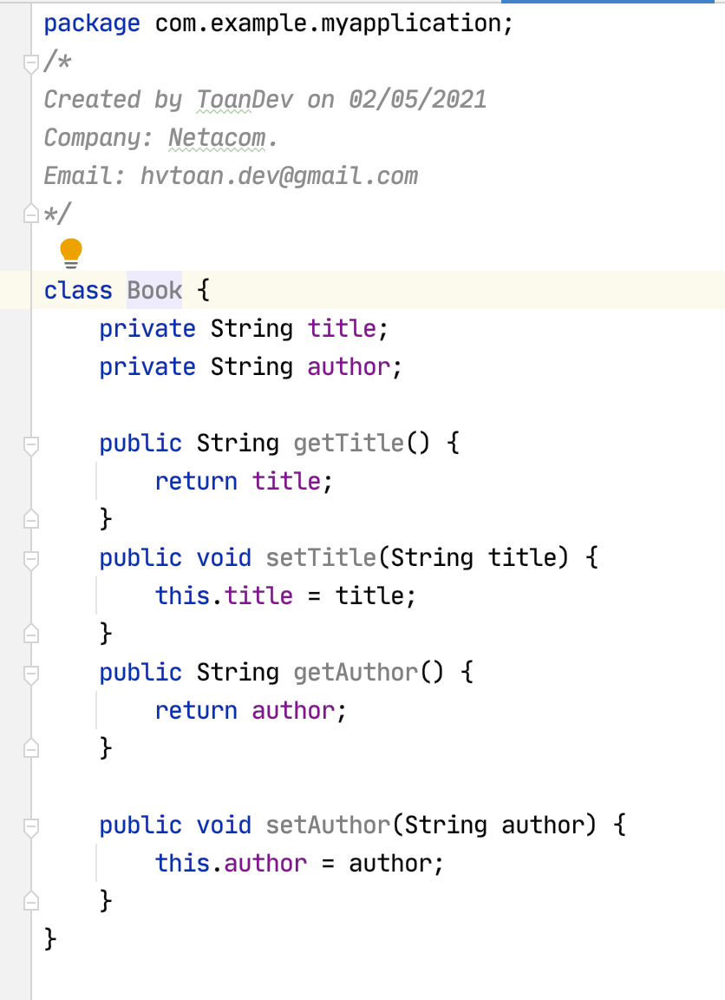 package com.example.myapplication;
/*
Created by ToanDev on 02/05/2021
Company: Netacom.
Email: hvtoan.dev@gmail.com
*/
class Book {
    private String title;
    private String author;

    public String getTitle() {
        return title;
    }
    public void setTitle(String title) {
        this.title = title;
    }
    public String getAuthor() {
        return author;
    }

    public void setAuthor(String author) {
        this.author = author;
    }
}